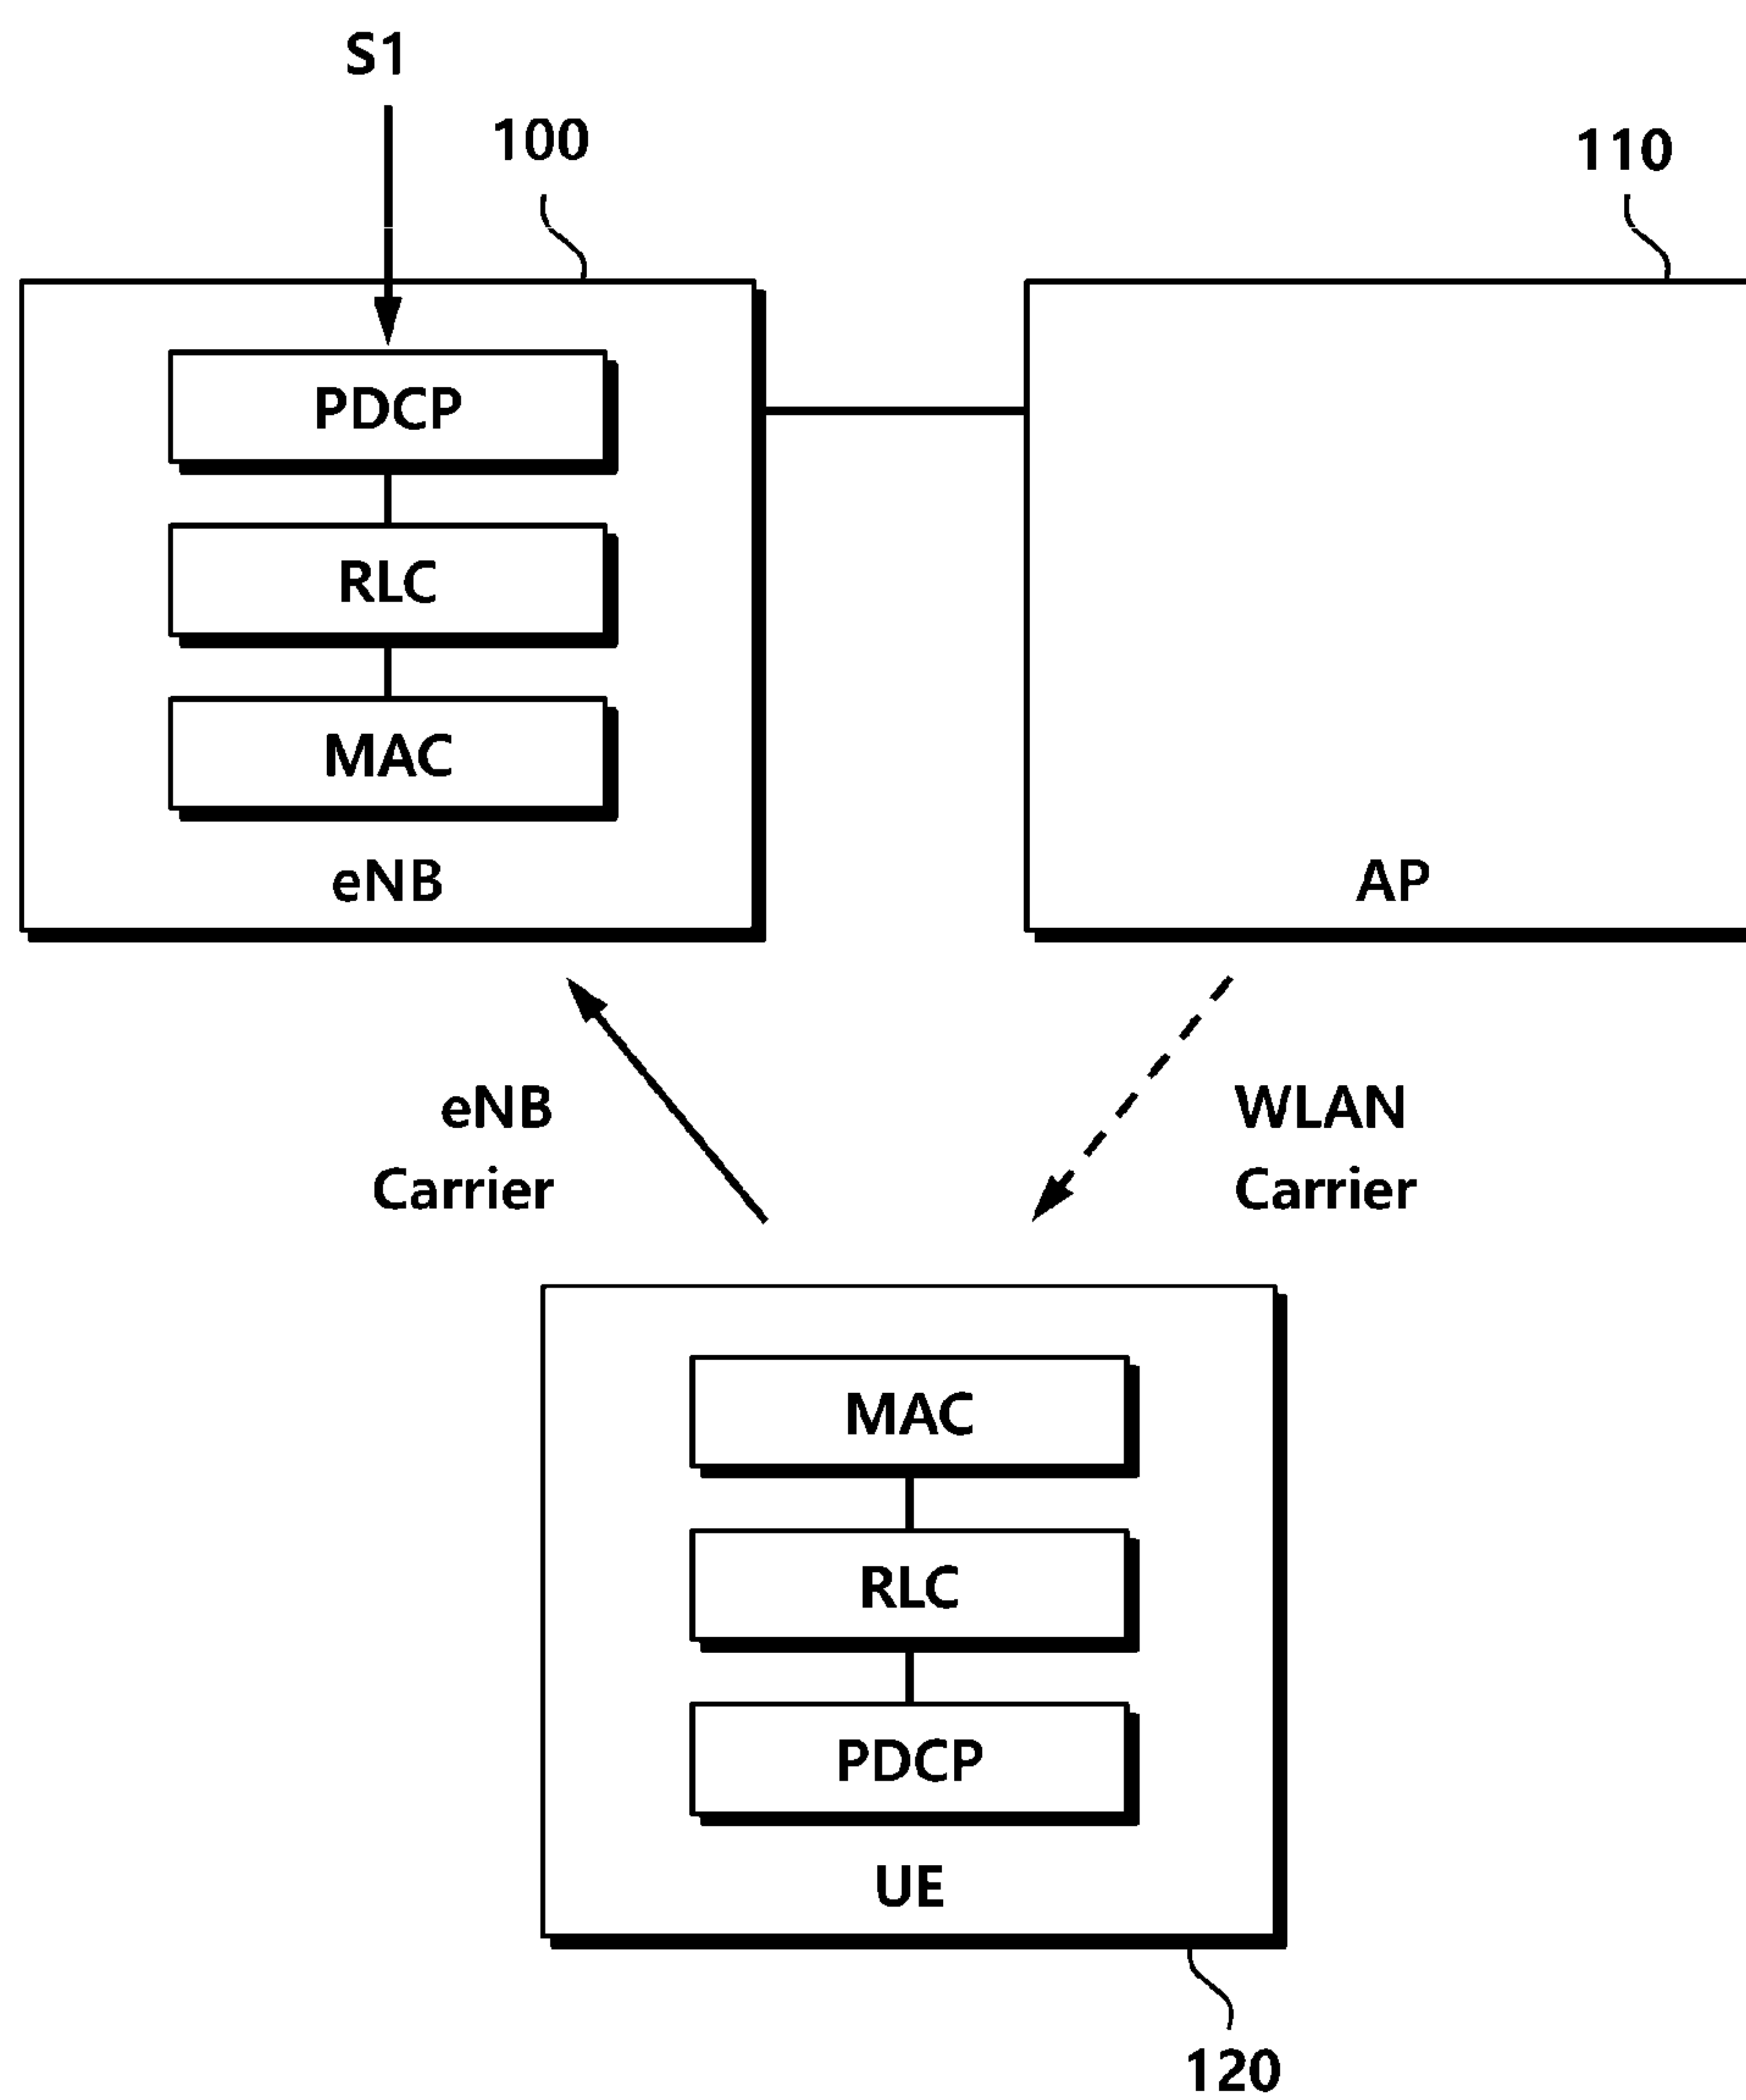 S1
100
110
PDCP
RLC
MAC
eNB
AP
eNB
Carrier
WLAN
Carrier
MAC
RLC
PDCP
UE
120